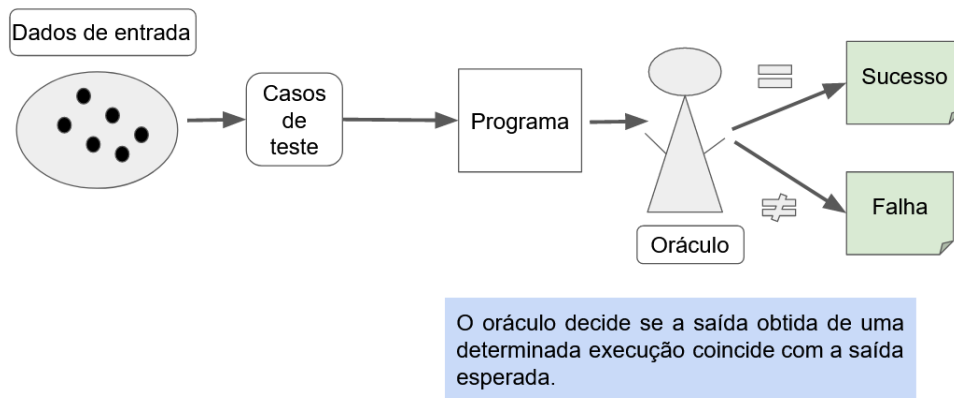 Dados de entrada
Casos
de
teste
Programa
=
≠
Sucesso
Falha
Oráculo
O oráculo decide se a saída obtida de uma
determinada execução coincide com a saída
esperada.